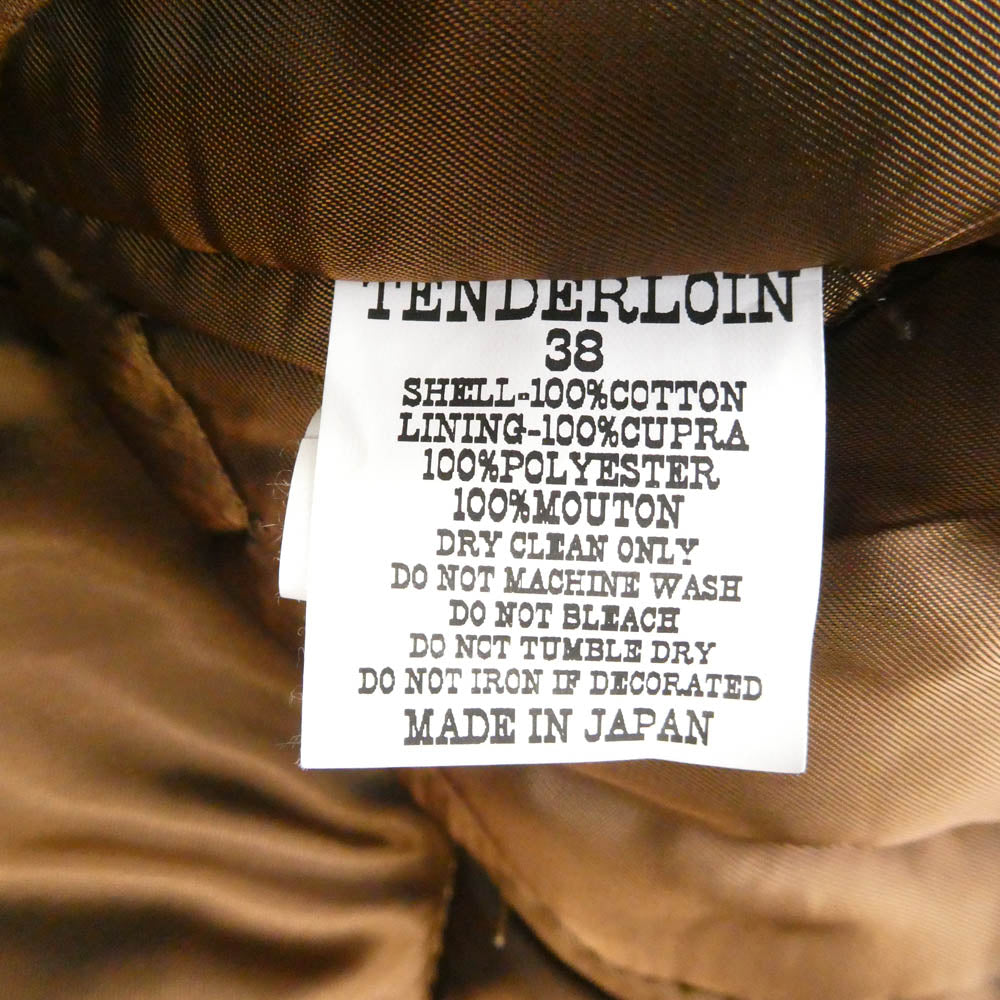 TENDERLOIN
38
SHELL-100%COTTON
LINING-100%CUPRA
100%POLYESTER
100%MOUTON
DRY CLEAN ONLY
DO NOT MACHINE WASH
DO NOT BLEACH
DO NOT TUMBLE DRY
DO NOT IRON IF DECORATED
MADE IN JAPAN